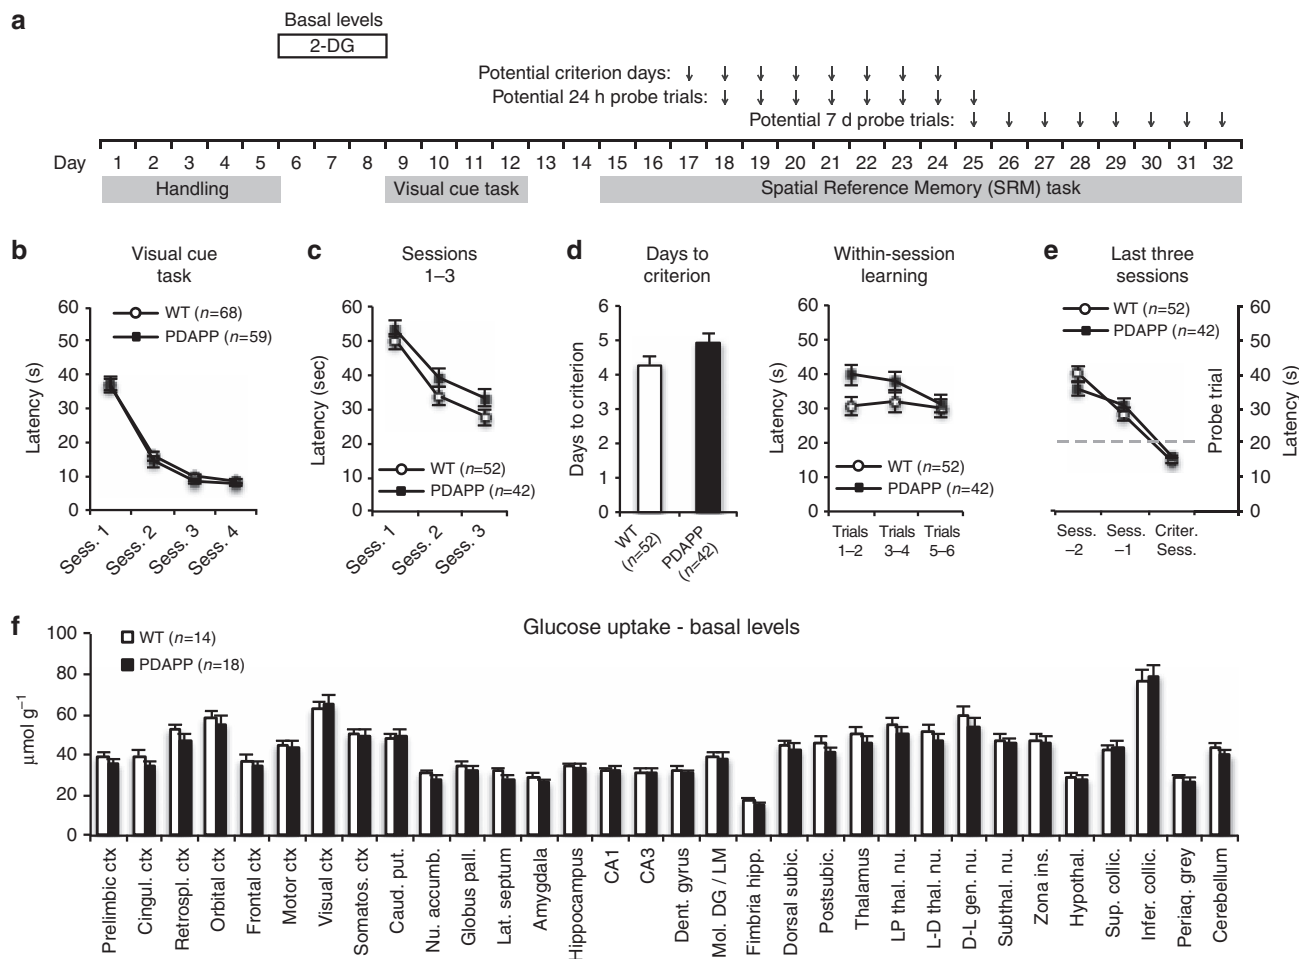 a
Basal levels
2-DG
Potential criterion days:
Potential 24 h probe trials:
Potential 7 d probe trials:
Day 1 2 3 4 5 6 7 8 9 10 11 12 13 14 15 16 17 18 19 20 21 22 23 24 25 26 27 28 29 30 31 32
Handling Visual cue task Spatial Reference Memory (SRM) task
b
Visual cue
task
Latency (s)
60
50
40
30
20
10
0
WT (n=68)
PDAPP (n=59)
Sess. 1
Sess. 2
Sess. 3
Sess. 4
c
Sessions
1–3
Latency (sec)
60
50
40
30
20
10
0
WT (n=52)
PDAPP (n=42)
Sess. 1
Sess. 2
Sess. 3
d
Days to
criterion
Days to criterion
6
5
4
3
2
1
0
WT
(n=52)
PDAPP
(n=42)
Within-session
learning
Latency (s)
60
50
40
30
20
10
0
WT (n=52)
PDAPP (n=42)
Trials Trials Trials
1–2 3–4 5–6
e
Last three
sessions
WT (n=52)
PDAPP (n=42)
Probe trial
60
50
40
30
20
10
0
Latency (s)
Sess. Sess. Criter.
–2 –1 Sess.
f
Glucose uptake - basal levels
μmol g–1
100
80
60
40
20
0
WT (n=14)
PDAPP (n=18)
Prelimbic ctx
Cingul. ctx
Retrospl. ctx
Orbital ctx
Frontal ctx
Motor ctx
Visual ctx
Somatos. ctx
Caud. put.
Nu. accumb.
Globus pall.
Lat. septum
Amygdala
Hippocampus
CA1
CA3
Dent. gyrus
Mol. DG / LM
Fimbria hipp.
Dorsal subic.
Postsubic.
Thalamus
LP thal. nu.
L-D thal. nu.
D-L gen. nu.
Subthal. nu.
Zona ins.
Hypothal.
Sup. collic.
Infer. collic.
Periaq. grey
Cerebellum